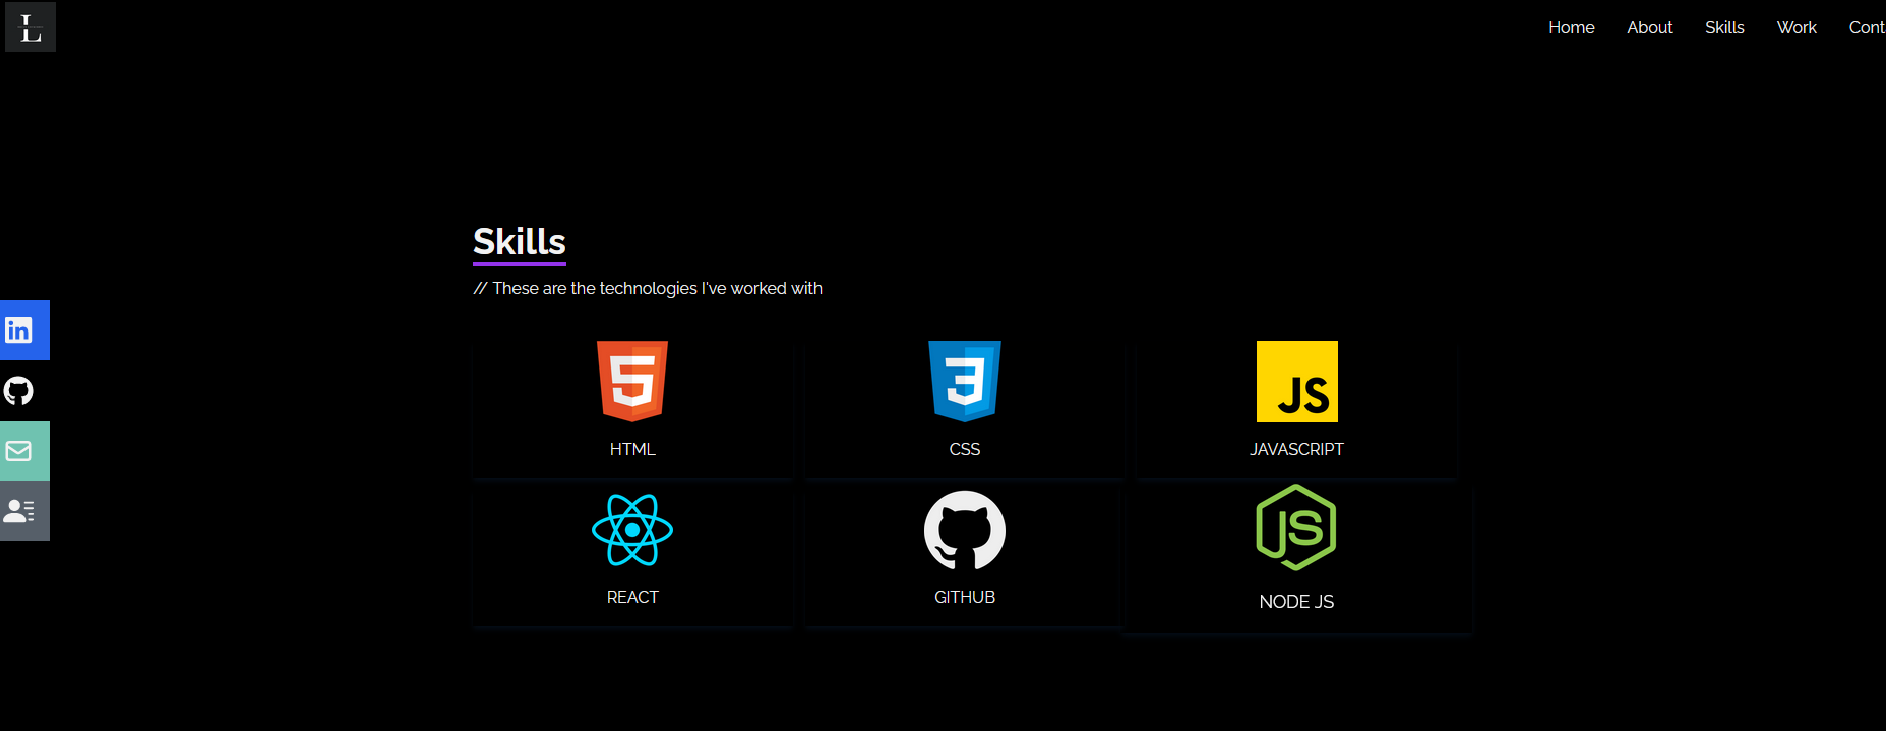 L
Home About Skills Work Cont
Skills
// These are the technologies I've worked with
in
5
3
JS
HTML
CSS
JAVASCRIPT
JS
REACT
GITHUB
NODE JS